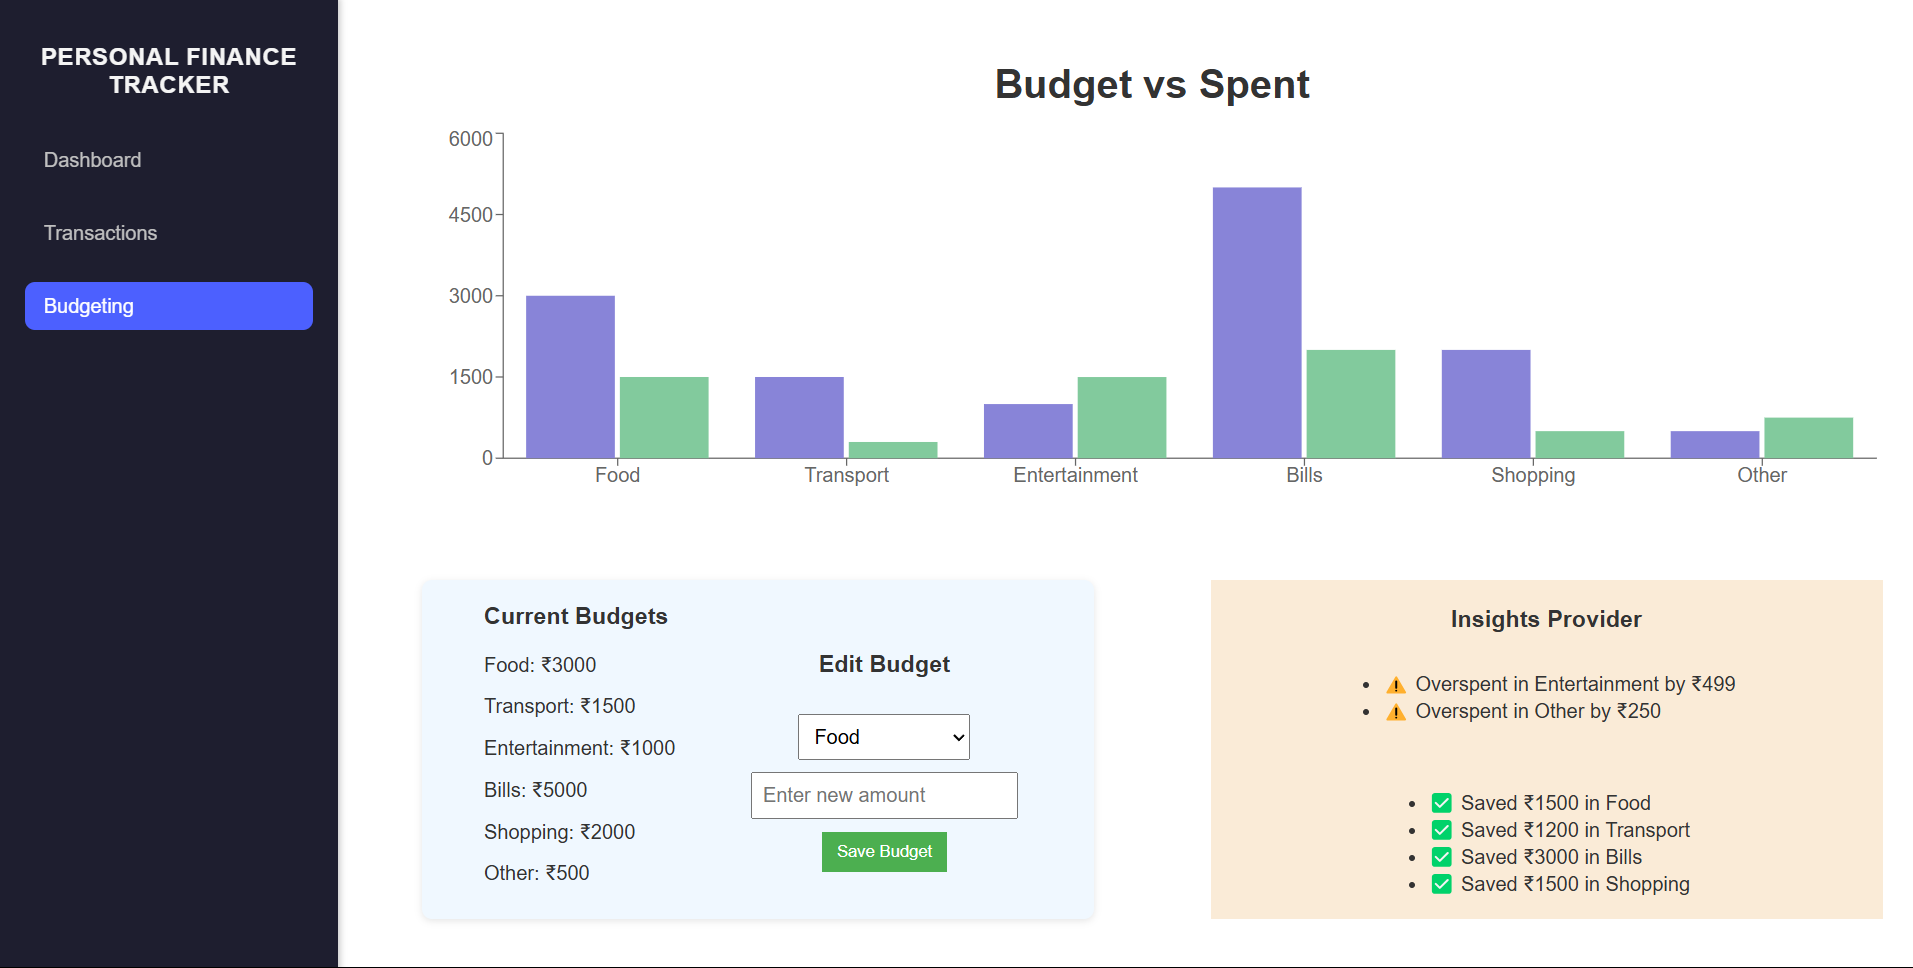 PERSONAL FINANCE
TRACKER
Dashboard
Transactions
Budgeting
Budget vs Spent
6000
4500
3000
1500
0
Food
Transport
Entertainment
Bills
Shopping
Other
Current Budgets
Food: ₹3000
Transport: ₹1500
Entertainment: ₹1000
Bills: ₹5000
Shopping: ₹2000
Other: ₹500
Edit Budget
Food
Enter new amount
Save Budget
Insights Provider
• ⚠️ Overspent in Entertainment by ₹499
• ⚠️ Overspent in Other by ₹250
• ✅ Saved ₹1500 in Food
• ✅ Saved ₹1200 in Transport
• ✅ Saved ₹3000 in Bills
• ✅ Saved ₹1500 in Shopping